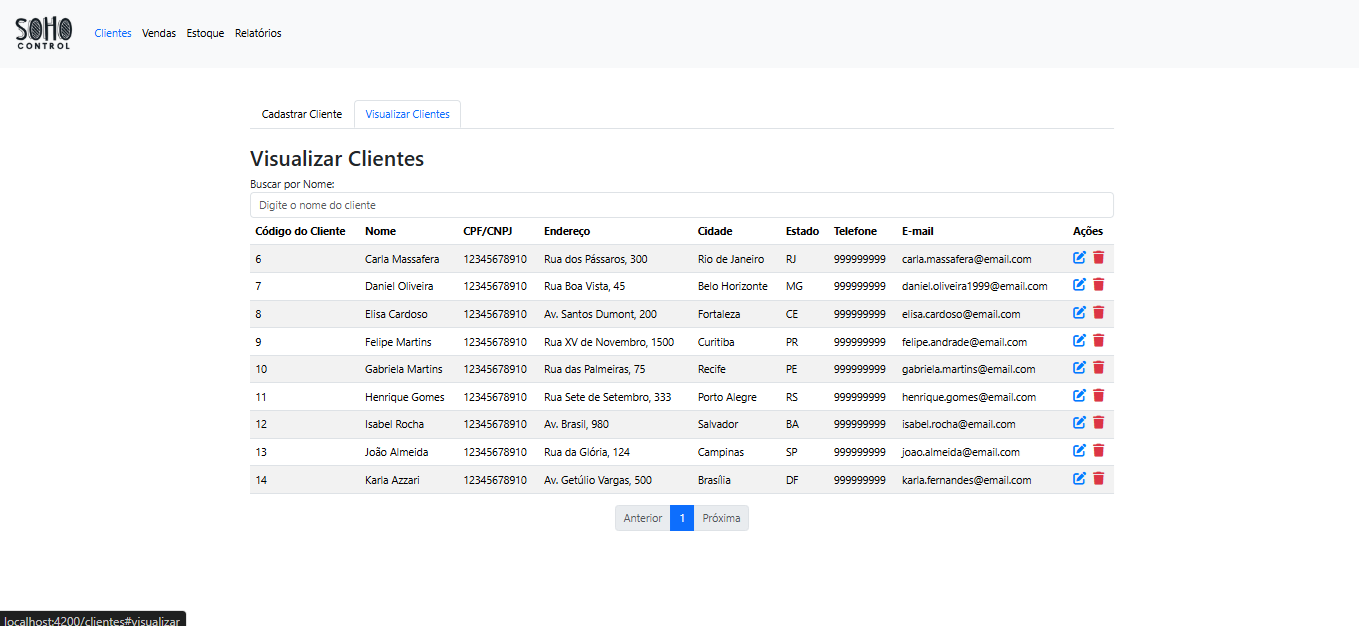 SOHO
CONTROL
Clientes Vendas Estoque Relatórios
Cadastrar Cliente Visualizar Clientes
Visualizar Clientes
Buscar por Nome:
Digite o nome do cliente
Código do Cliente Nome CPF/CNPJ Endereço Cidade Estado Telefone E-mail Ações
6 Carla Massafera 12345678910 Rua dos Pássaros, 300 Rio de Janeiro RJ 999999999 carla.massafera@email.com
7 Daniel Oliveira 12345678910 Rua Boa Vista, 45 Belo Horizonte MG 999999999 daniel.oliveira1999@email.com
8 Elisa Cardoso 12345678910 Av. Santos Dumont, 200 Fortaleza CE 999999999 elisa.cardoso@email.com
9 Felipe Martins 12345678910 Rua XV de Novembro, 1500 Curitiba PR 999999999 felipe.andrade@email.com
10 Gabriela Martins 12345678910 Rua das Palmeiras, 75 Recife PE 999999999 gabriela.martins@email.com
11 Henrique Gomes 12345678910 Rua Sete de Setembro, 333 Porto Alegre RS 999999999 henrique.gomes@email.com
12 Isabel Rocha 12345678910 Av. Brasil, 980 Salvador BA 999999999 isabel.rocha@email.com
13 João Almeida 12345678910 Rua da Glória, 124 Campinas SP 999999999 joao.almeida@email.com
14 Karla Azzari 12345678910 Av. Getúlio Vargas, 500 Brasília DF 999999999 karla.fernandes@email.com
Anterior 1 Próxima
localhost:4200/clientes#visualizar